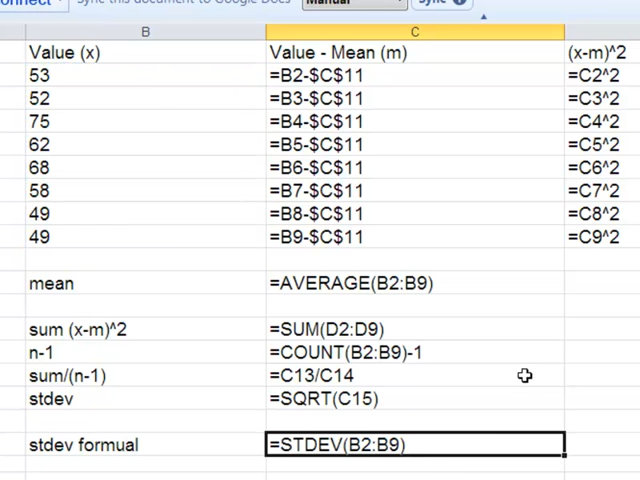 onnect Sync this document to Google Docs Manual Sync
B C
Value (x) Value - Mean (m) (x-m)^2
53 =B2-$C$11 =C2^2
52 =B3-$C$11 =C3^2
75 =B4-$C$11 =C4^2
62 =B5-$C$11 =C5^2
68 =B6-$C$11 =C6^2
58 =B7-$C$11 =C7^2
49 =B8-$C$11 =C8^2
49 =B9-$C$11 =C9^2
mean =AVERAGE(B2:B9)
sum (x-m)^2 =SUM(D2:D9)
n-1 =COUNT(B2:B9)-1
sum/(n-1) =C13/C14
stdev =SQRT(C15)
stdev formual =STDEV(B2:B9)